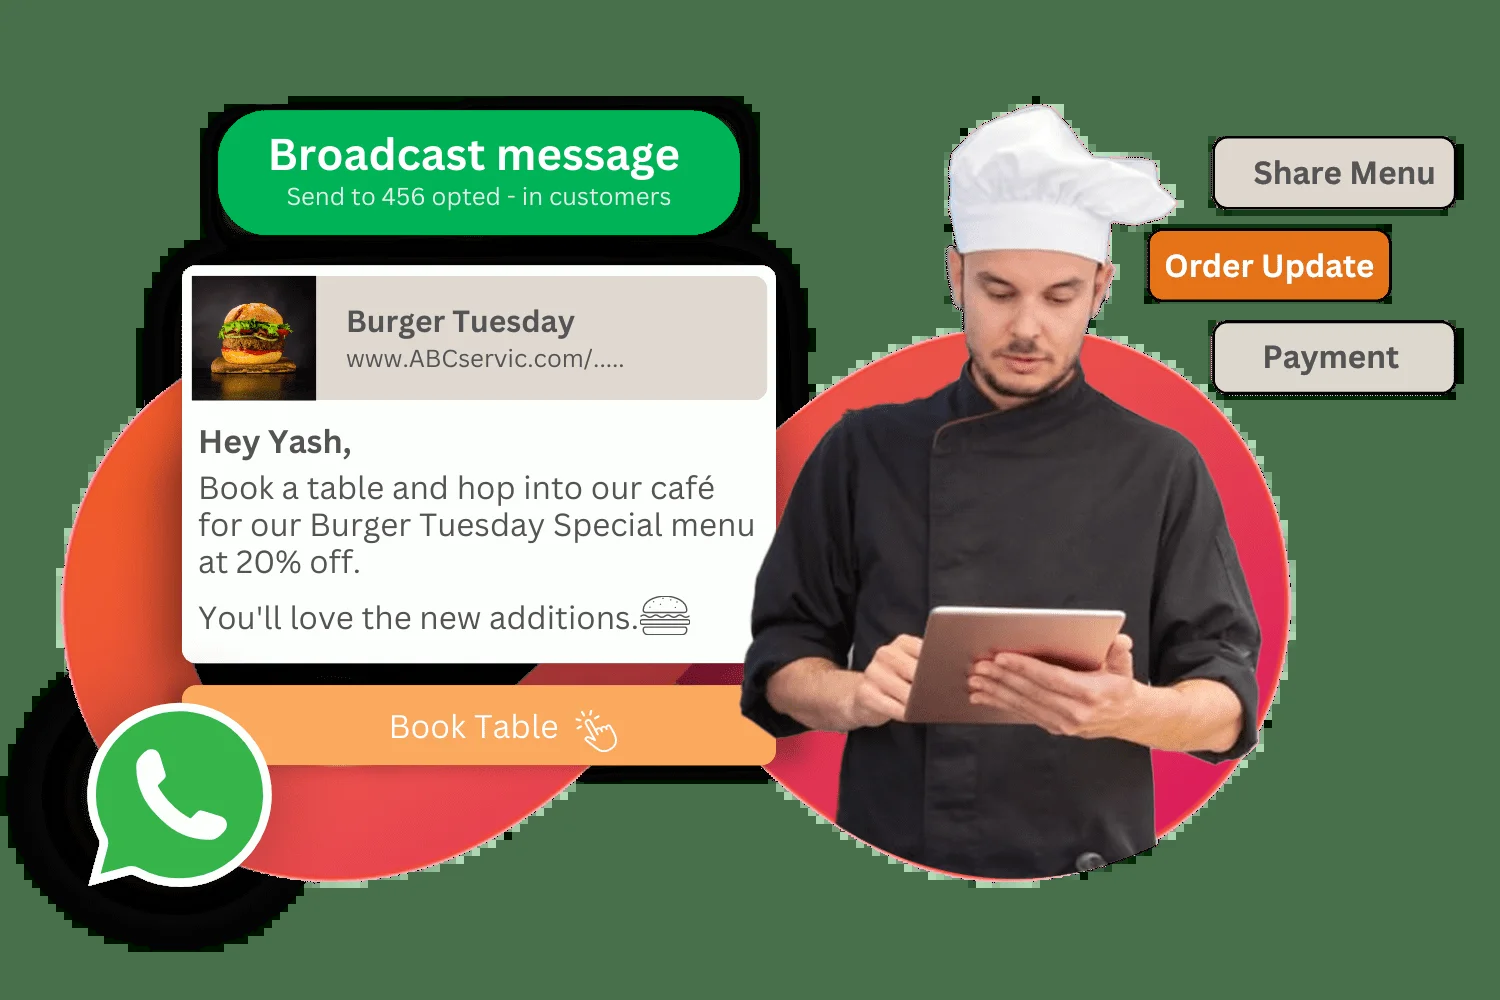 Broadcast message
Send to 456 opted - in customers
Burger Tuesday
www.ABCservic.com/.....
Hey Yash,
Book a table and hop into our café
for our Burger Tuesday Special menu
at 20% off.
You'll love the new additions.
Book Table
Share Menu
Order Update
Payment